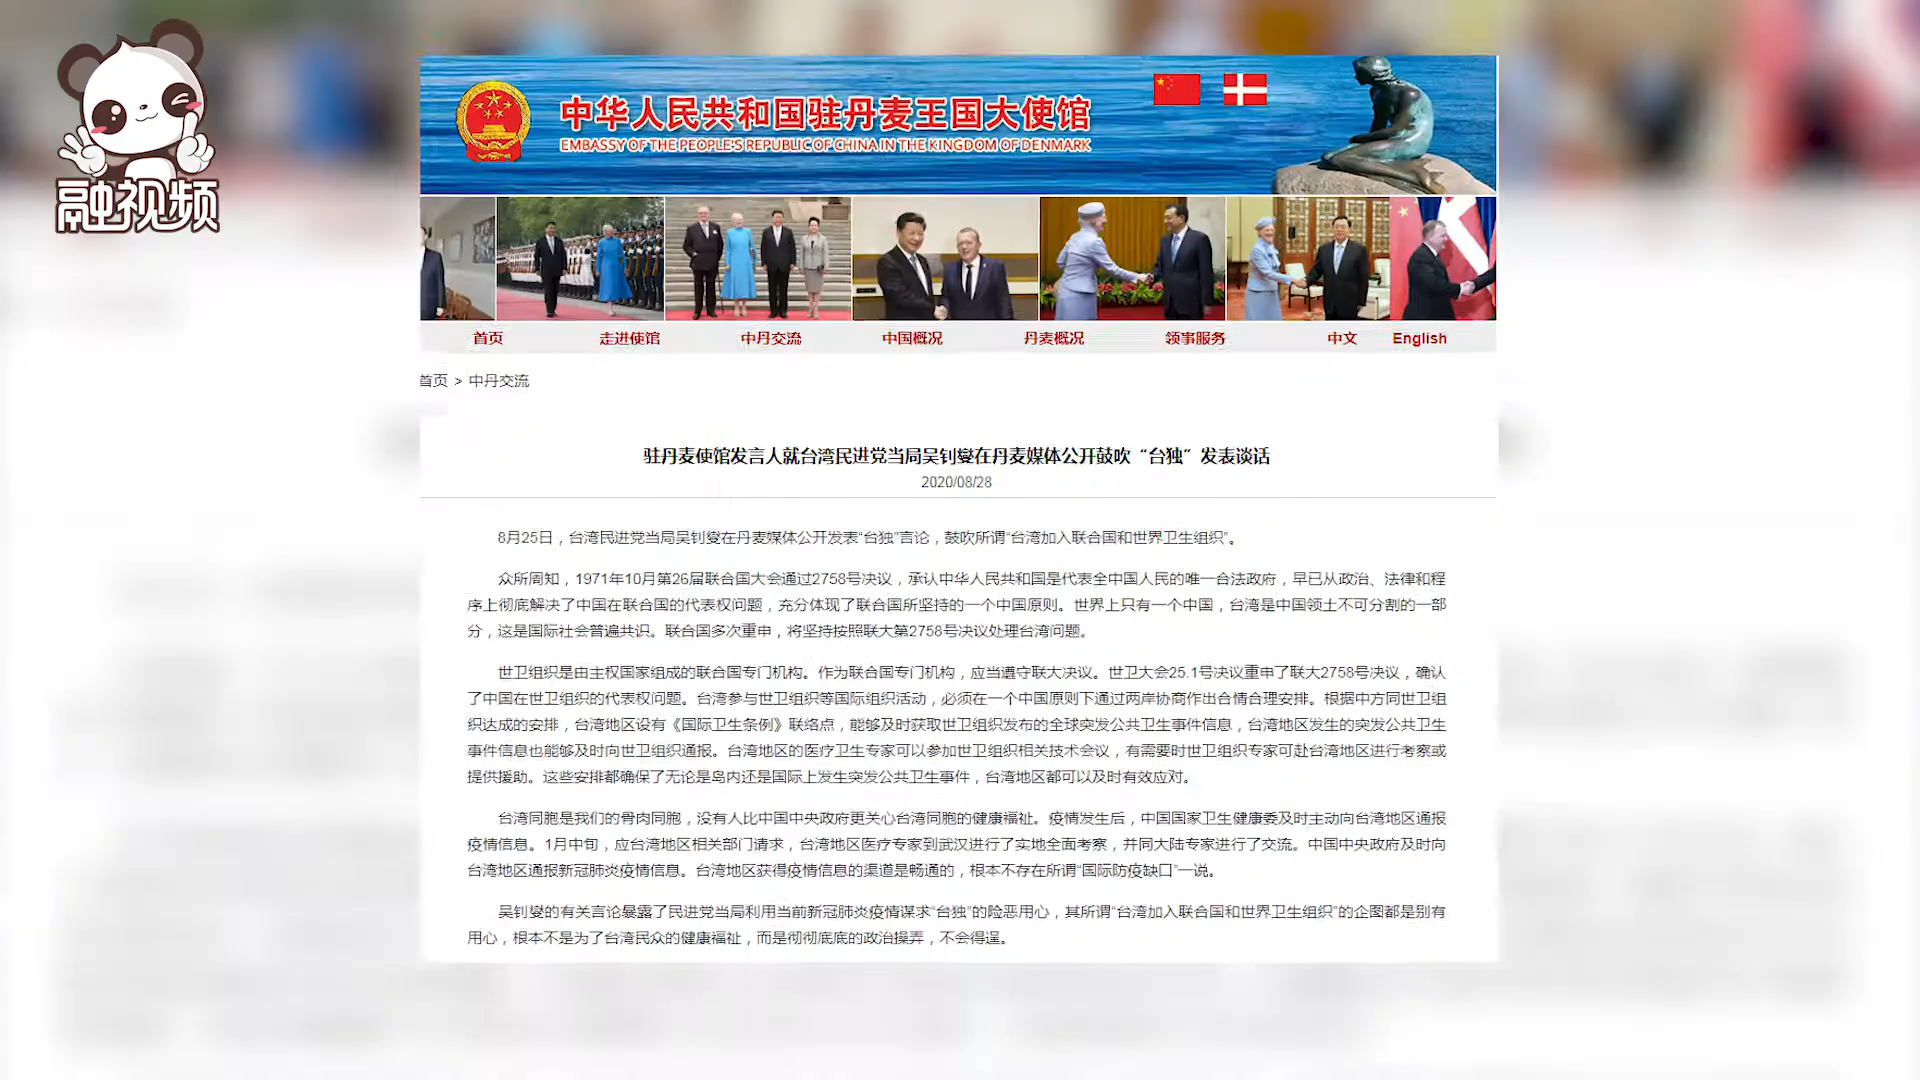 融视频
中华人民共和国驻丹麦王国大使馆
EMBASSY OF THE PEOPLE'S REPUBLIC OF CHINA IN THE KINGDOM OF DENMARK
首页 走进使馆 中丹交流 中国概况 丹麦概况 领事服务 中文 English
首页 > 中丹交流
驻丹麦使馆发言人就台湾民进党当局吴钊燮在丹麦媒体公开鼓吹“台独”发表谈话
2020/08/28
8月25日，台湾民进党当局吴钊燮在丹麦媒体公开发表“台独”言论，鼓吹所谓“台湾加入联合国和世界卫生组织”。
众所周知，1971年10月第26届联合国大会通过2758号决议，承认中华人民共和国是代表全中国人民的唯一合法政府，早已从政治、法律和程
序上彻底解决了中国在联合国的代表权问题，充分体现了联合国所坚持的一个中国原则。世界上只有一个中国，台湾是中国领土不可分割的一部
分，这是国际社会普遍共识。联合国多次重申，将坚持按照联大第2758号决议处理台湾问题。
世卫组织是由主权国家组成的联合国专门机构。作为联合国专门机构，应当遵守联大决议。世卫大会25.1号决议重申了联大2758号决议，确认
了中国在世卫组织的代表权问题。台湾参与世卫组织等国际组织活动，必须在一个中国原则下通过两岸协商作出合情合理安排。根据中方同世卫组
织达成的安排，台湾地区设有《国际卫生条例》联络点，能够及时获取世卫组织发布的全球突发公共卫生事件信息，台湾地区发生的突发公共卫生
事件信息也能够及时向世卫组织通报。台湾地区的医疗卫生专家可以参加世卫组织相关技术会议，有需要时世卫组织专家可赴台湾地区进行考察或
提供援助。这些安排都确保了无论是岛内还是国际上发生突发公共卫生事件，台湾地区都可以及时有效应对。
台湾同胞是我们的骨肉同胞，没有人比中国中央政府更关心台湾同胞的健康福祉。疫情发生后，中国国家卫生健康委及时主动向台湾地区通报
疫情信息。1月中旬，应台湾地区相关部门请求，台湾地区医疗专家到武汉进行了实地全面考察，并同大陆专家进行了交流。中国中央政府及时向
台湾地区通报新冠肺炎疫情信息。台湾地区获得疫情信息的渠道是畅通的，根本不存在所谓“国际防疫缺口”一说。
吴钊燮的有关言论暴露了民进党当局利用当前新冠肺炎疫情谋求“台独”的险恶用心，其所谓“台湾加入联合国和世界卫生组织”的企图都是别有
用心，根本不是为了台湾民众的健康福祉，而是彻彻底底的政治操弄，不会得逞。